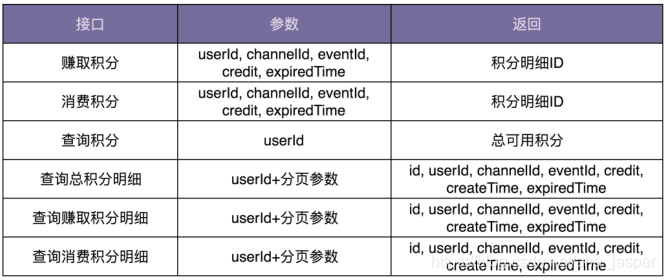 接口 参数 返回
赚取积分 userId, channelId, eventId, credit, expiredTime 积分明细ID
消费积分 userId, channelId, eventId, credit, expiredTime 积分明细ID
查询积分 userId 总可用积分
查询总积分明细 userId+分页参数 id, userId, channelId, eventId, credit, createTime, expiredTime
查询赚取积分明细 userId+分页参数 id, userId, channelId, eventId, credit, createTime, expiredTime
查询消费积分明细 userId+分页参数 id, userId, channelId, eventId, credit, createTime, expiredTime